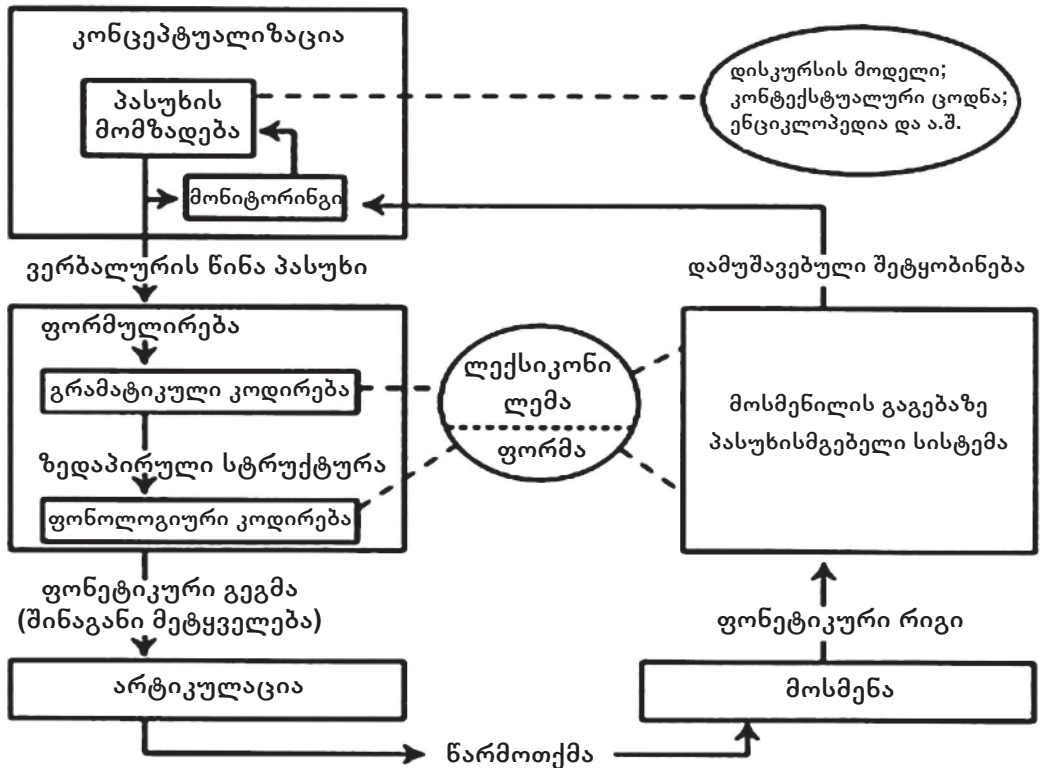 კონცეპტუალიზაცია
პასუხის
მომზადება
მონიტორინგი
დისკურსის მოდელი;
კონტექსტუალური ცოდნა;
ენციკლოპედია და ა.შ.
ვერბალურის წინა პასუხი
დამუშავებული შეტყობინება
ფორმულირება
გრამატიკული კოდირება
ზედაპირული სტრუქტურა
ფონოლოგიური კოდირება
ლექსიკონი
ლემა
ფორმა
მოსმენილის გაგებაზე
პასუხისმგებელი სისტემა
ფონეტიკური გეგმა
(შინაგანი მეტყველება)
ფონეტიკური რიგი
არტიკულაცია
მოსმენა
წარმოთქმა